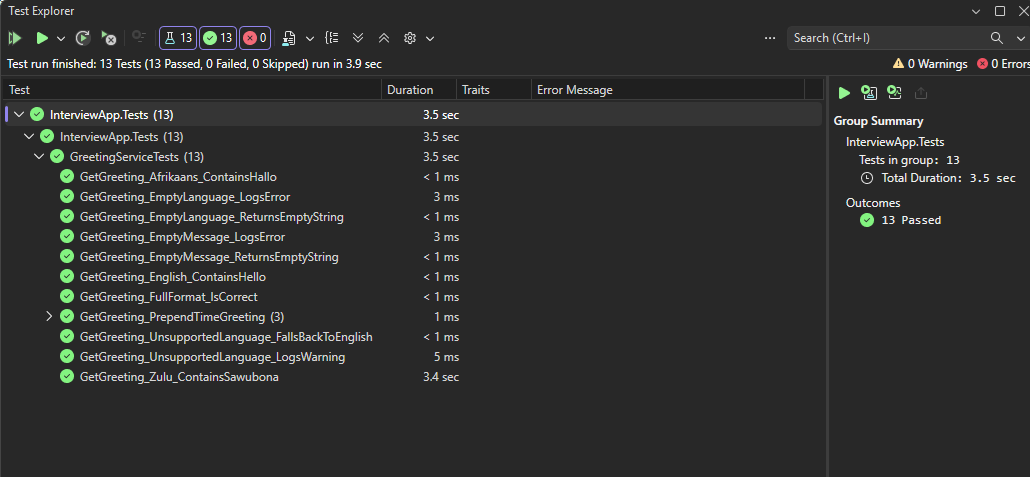 Test Explorer
13 13 0 Search (Ctrl+I)
Test run finished: 13 Tests (13 Passed, 0 Failed, 0 Skipped) run in 3.9 sec 0 Warnings 0 Errors
Test Duration Traits Error Message
InterviewApp.Tests (13) 3.5 sec
InterviewApp.Tests (13) 3.5 sec
GreetingServiceTests (13) 3.5 sec
GetGreeting_Afrikaans_ContainsHallo < 1 ms
GetGreeting_EmptyLanguage_LogsError 3 ms
GetGreeting_EmptyLanguage_ReturnsEmptyString < 1 ms
GetGreeting_EmptyMessage_LogsError 3 ms
GetGreeting_EmptyMessage_ReturnsEmptyString < 1 ms
GetGreeting_English_ContainsHello < 1 ms
GetGreeting_FullFormat_IsCorrect < 1 ms
GetGreeting_PrependTimeGreeting (3) 1 ms
GetGreeting_UnsupportedLanguage_FallsBackToEnglish < 1 ms
GetGreeting_UnsupportedLanguage_LogsWarning 5 ms
GetGreeting_Zulu_ContainsSawubona 3.4 sec
Group Summary
InterviewApp.Tests
Tests in group: 13
Total Duration: 3.5 sec
Outcomes
13 Passed